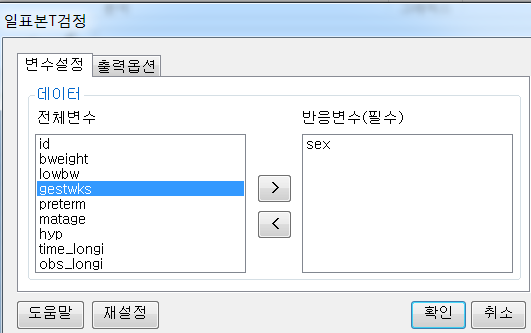 일표본T검정
변수설정 출력옵션
데이터
전체변수 반응변수(필수)
id sex
bweight
lowbw
gestwks
preterm
matage
hyp
time_longi
obs_longi
>
<
도움말 재설정 확인 취소